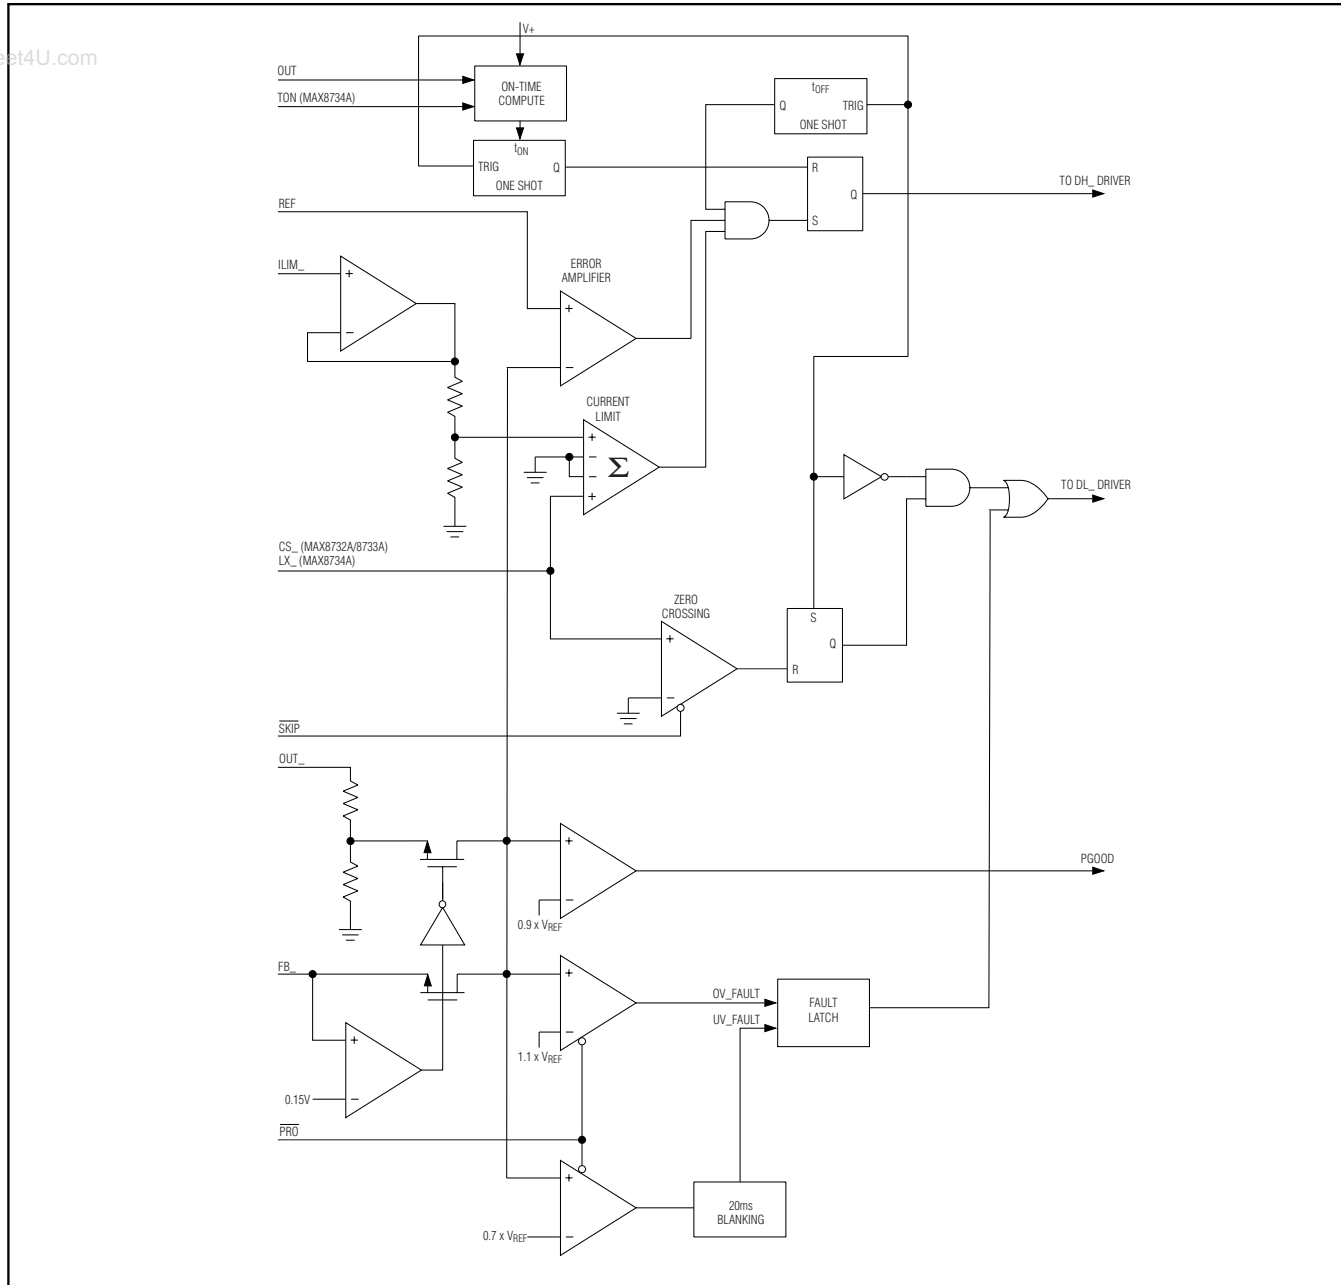 eet4U.com
V+
OUT
TON (MAX8734A)
ON-TIME
COMPUTE
tON
TRIG
Q
ONE SHOT
tOFF
Q
TRIG
ONE SHOT
R
Q
S
TO DH_ DRIVER
REF
ILIM_
+
−
ERROR
AMPLIFIER
+
−
CURRENT
LIMIT
+
−
−
+
Σ
TO DL_ DRIVER
CS_ (MAX8732A/8733A)
LX_ (MAX8734A)
ZERO
CROSSING
+
−
S
Q
R
SKIP
OUT_
+
−
0.9 x VREF
PGOOD
FB_
+
−
0.15V
+
−
1.1 x VREF
OV_FAULT
UV_FAULT
FAULT
LATCH
PRO
+
−
0.7 x VREF
20ms
BLANKING